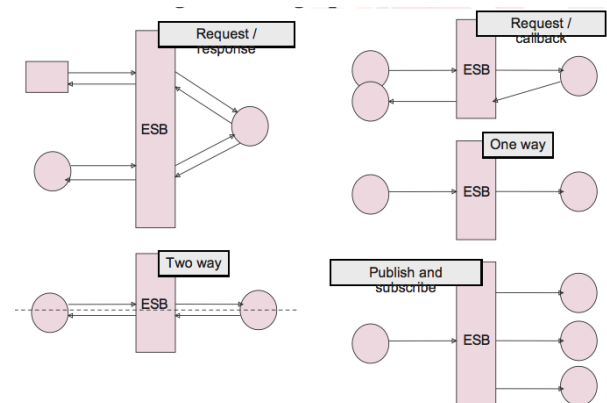 Request /
response
ESB
Request /
callback
ESB
One way
ESB
Two way
ESB
Publish and
subscribe
ESB